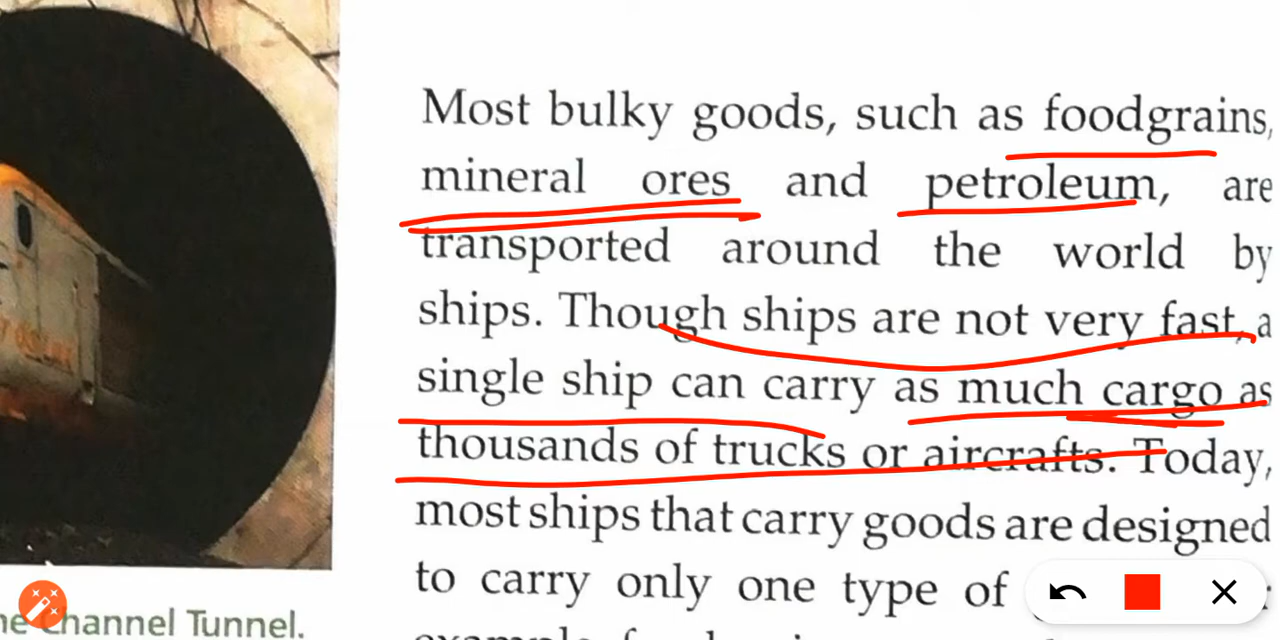 Most bulky goods, such as foodgrains,
mineral ores and petroleum, are
transported around the world by
ships. Though ships are not very fast, a
single ship can carry as much cargo as
thousands of trucks or aircrafts. Today,
most ships that carry goods are designed
to carry only one type of
Channel Tunnel.